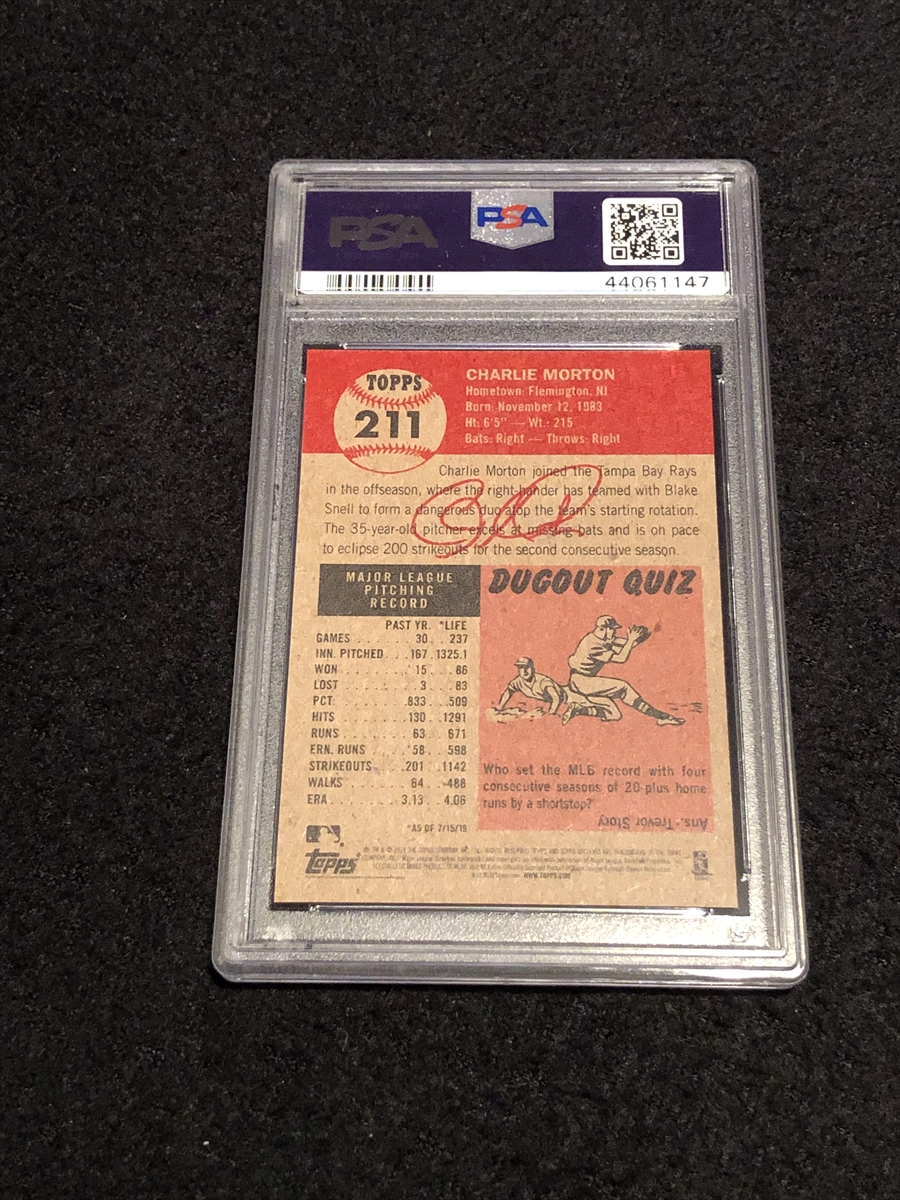 PSA
PSA
44061147
TOPPS
211
CHARLIE MORTON
Hometown: Flemington, NJ
Born: November 12, 1983
Ht: 6'5" — Wt.: 215
Bats: Right — Throws: Right
Charlie Morton joined the Tampa Bay Rays
in the offseason, where the right-hander has teamed with Blake
Snell to form a dangerous duo atop the team's starting rotation.
The 35-year-old pitcher excels at missing bats and is on pace
to eclipse 200 strikeouts for the second consecutive season.
MAJOR LEAGUE
PITCHING
RECORD
PAST YR. *LIFE
GAMES 30 237
INN. PITCHED 167 1325.1
WON 15 86
LOST 3 83
PCT. .833 .509
HITS 130 1291
RUNS 63 671
ERN. RUNS 58 598
STRIKEOUTS 201 1142
WALKS 64 488
ERA 3.13 4.06
*AS OF 7/15/19
DUGOUT QUIZ
Who set the MLB record with four
consecutive seasons of 20-plus home
runs by a shortstop?
Ans.: Trevor Story
Topps
WWW.TOPPS.COM